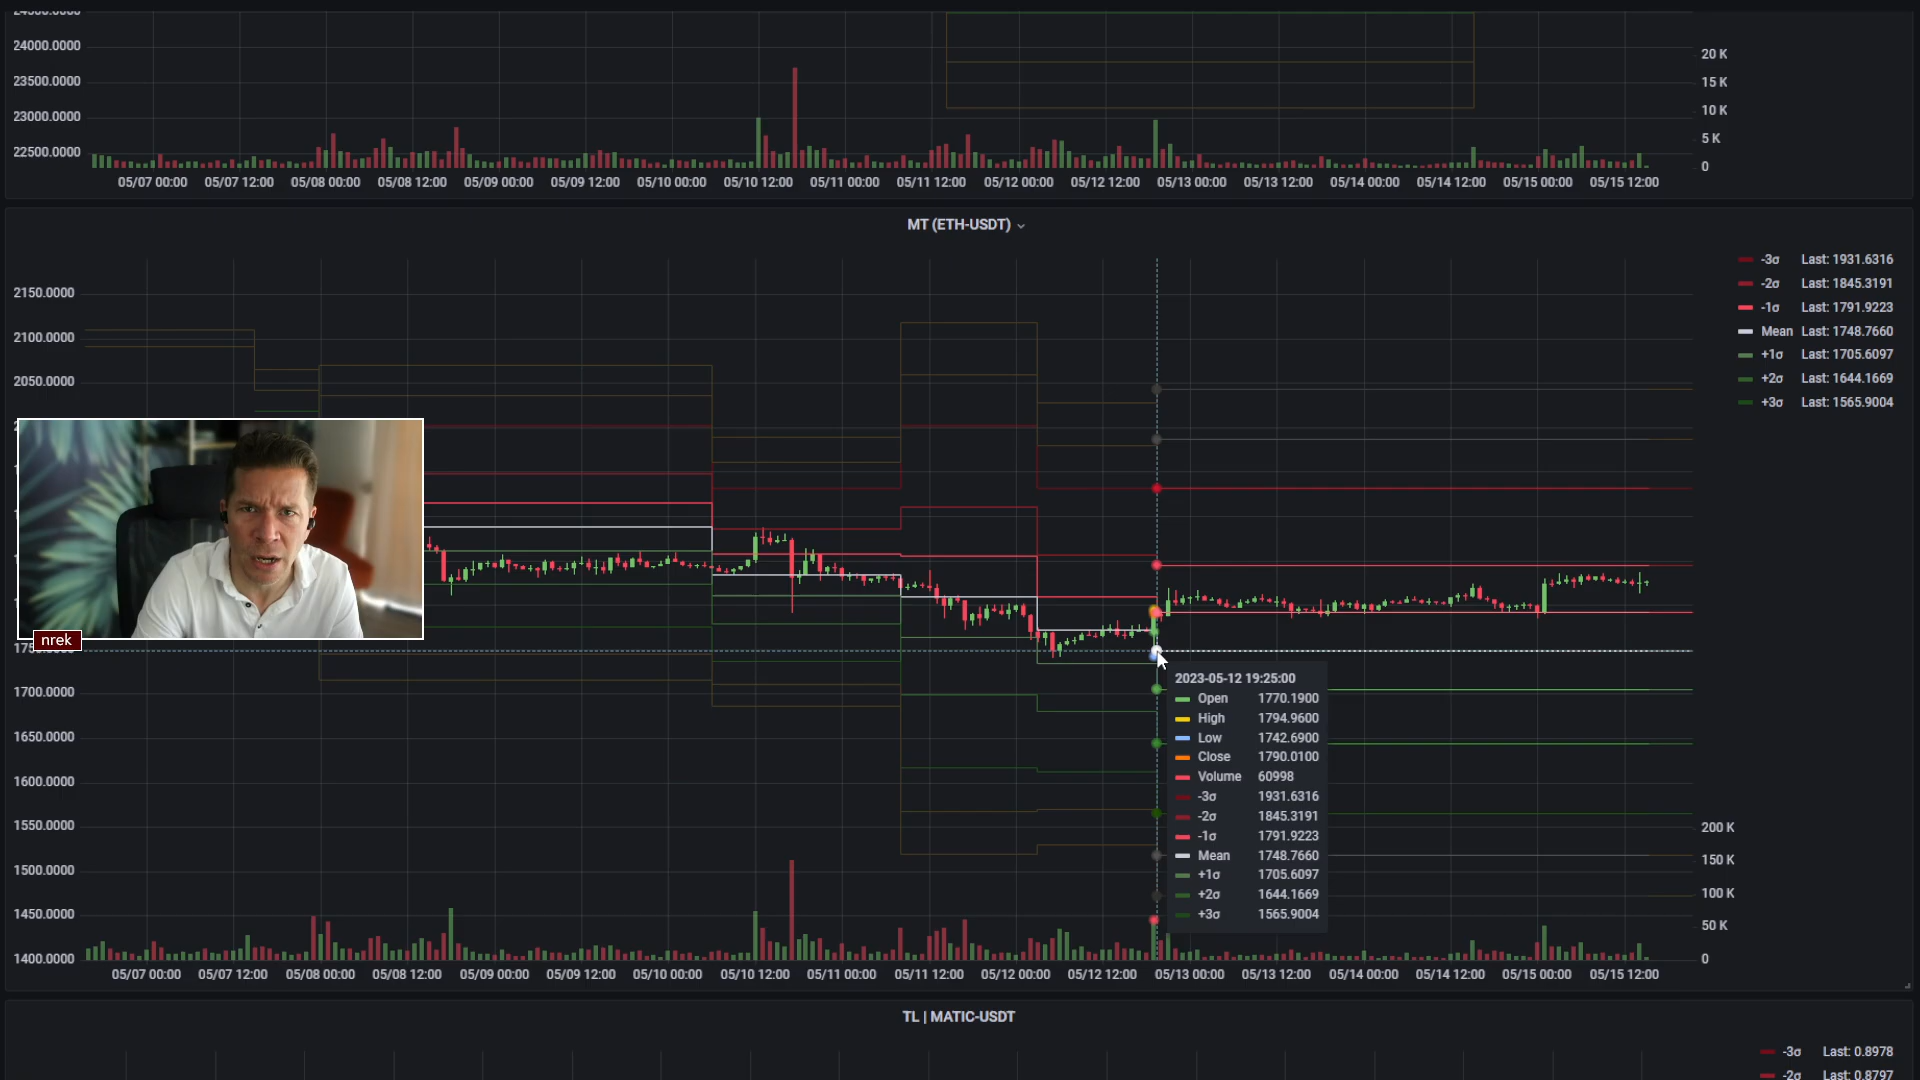 24000.0000
23500.0000
23000.0000
22500.0000
20 K
15 K
10 K
5 K
0
05/07 00:00 05/07 12:00 05/08 00:00 05/08 12:00 05/09 00:00 05/09 12:00 05/10 00:00 05/10 12:00 05/11 00:00 05/11 12:00 05/12 00:00 05/12 12:00 05/13 00:00 05/13 12:00 05/14 00:00 05/14 12:00 05/15 00:00 05/15 12:00
MT (ETH-USDT)
-3σ Last: 1931.6316
-2σ Last: 1845.3191
-1σ Last: 1791.9223
Mean Last: 1748.7660
+1σ Last: 1705.6097
+2σ Last: 1644.1669
+3σ Last: 1565.9004
2150.0000
2100.0000
2050.0000
nrek
1700.0000
1650.0000
1600.0000
1550.0000
1500.0000
1450.0000
1400.0000
2023-05-12 19:25:00
Open 1770.1900
High 1794.9600
Low 1742.6900
Close 1790.0100
Volume 60998
-3σ 1931.6316
-2σ 1845.3191
-1σ 1791.9223
Mean 1748.7660
+1σ 1705.6097
+2σ 1644.1669
+3σ 1565.9004
200 K
150 K
100 K
50 K
0
05/07 00:00 05/07 12:00 05/08 00:00 05/08 12:00 05/09 00:00 05/09 12:00 05/10 00:00 05/10 12:00 05/11 00:00 05/11 12:00 05/12 00:00 05/12 12:00 05/13 00:00 05/13 12:00 05/14 00:00 05/14 12:00 05/15 00:00 05/15 12:00
TL | MATIC-USDT
-3σ Last: 0.8978
-2σ Last: 0.8797